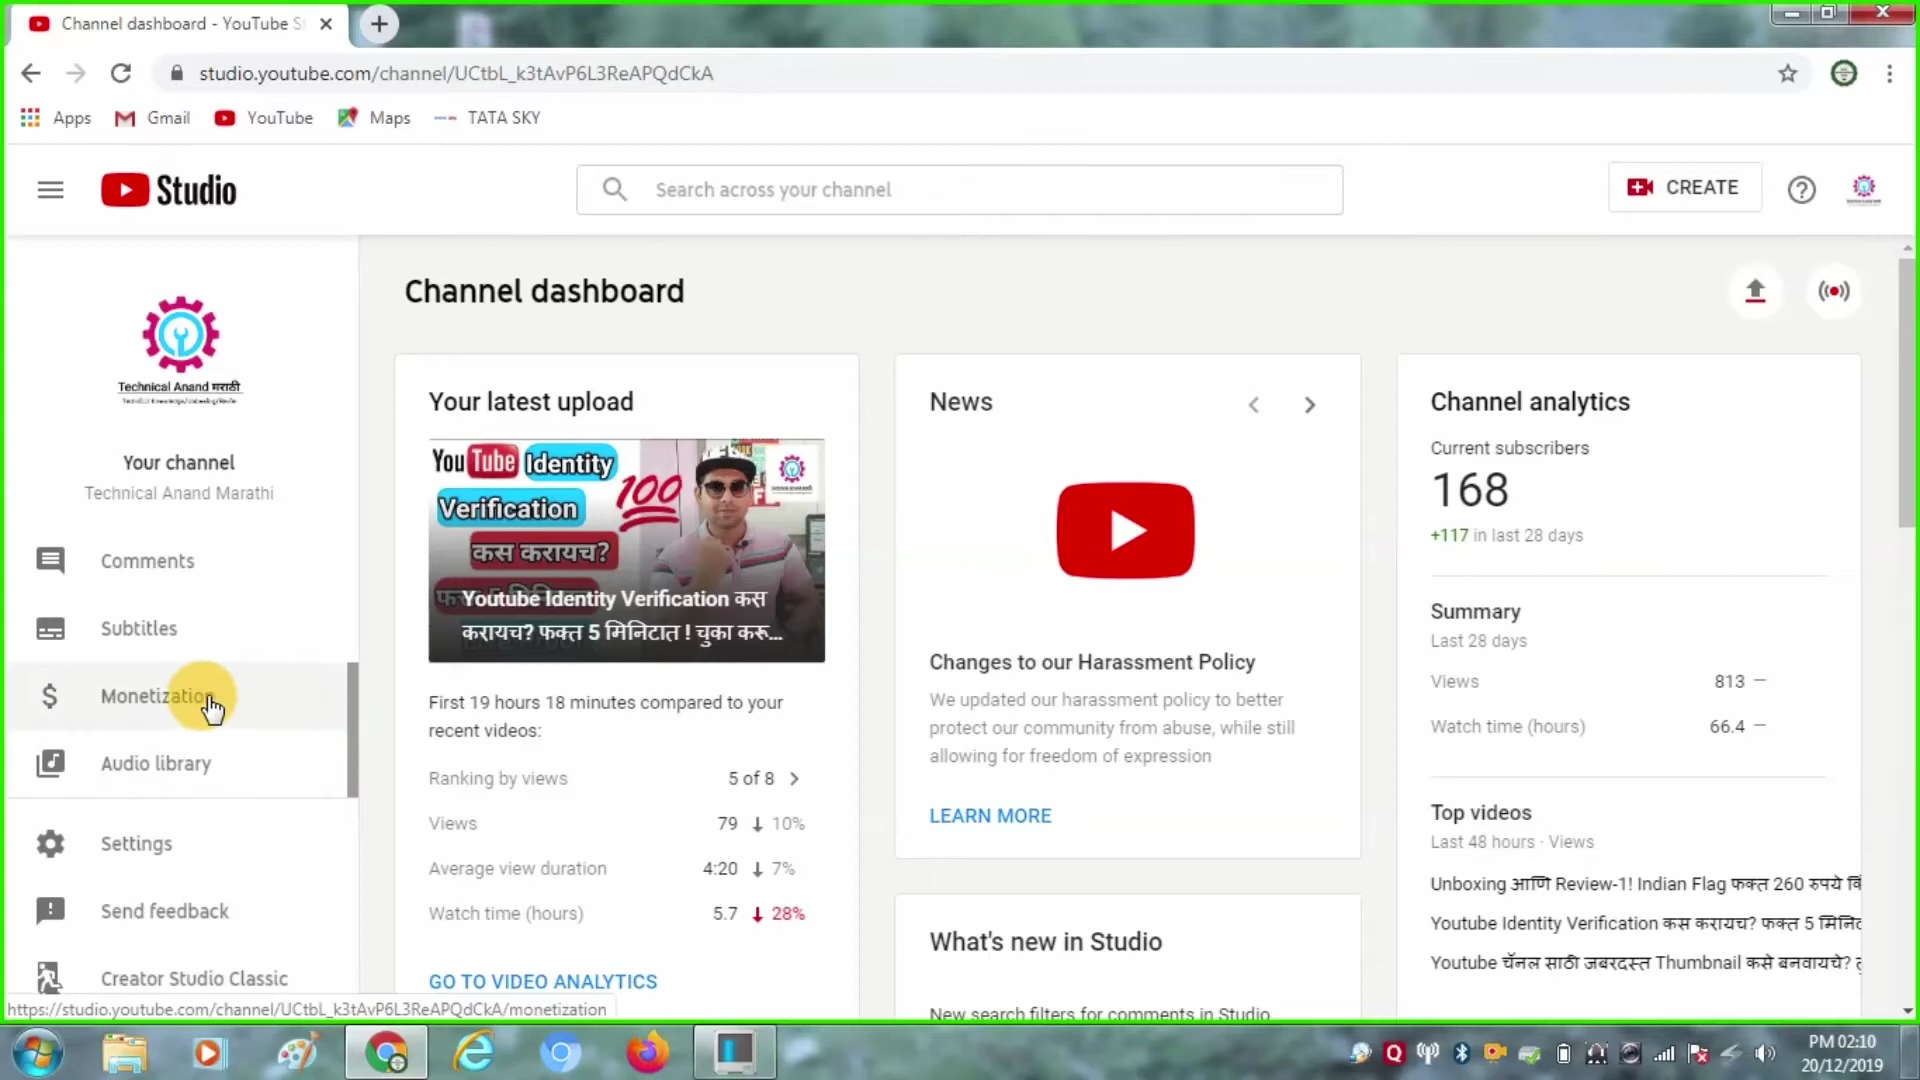 Channel dashboard - YouTube S
studio.youtube.com/channel/UCtbL_k3tAvP6L3ReAPQdCkA
Apps
Gmail
YouTube
Maps
TATA SKY
Studio
Search across your channel
CREATE
Technical Anand मराठी
Your channel
Technical Anand Marathi
Comments
Subtitles
Monetization
Audio library
Settings
Send feedback
Creator Studio Classic
https://studio.youtube.com/channel/UCtbL_k3tAvP6L3ReAPQdCkA/monetization
Channel dashboard
Your latest upload
YouTube Identity
Verification
100
कस करायच?
Youtube Identity Verification कस
करायच? फक्त 5 मिनिटात ! चुका करू...
First 19 hours 18 minutes compared to your
recent videos:
Ranking by views 5 of 8
Views 79 10%
Average view duration 4:20 7%
Watch time (hours) 5.7 28%
GO TO VIDEO ANALYTICS
News
Changes to our Harassment Policy
We updated our harassment policy to better
protect our community from abuse, while still
allowing for freedom of expression
LEARN MORE
What's new in Studio
New search filters for comments in Studio
Channel analytics
Current subscribers
168
+117 in last 28 days
Summary
Last 28 days
Views 813 —
Watch time (hours) 66.4 —
Top videos
Last 48 hours · Views
Unboxing आणि Review-1! Indian Flag फक्त 260 रुपये
Youtube Identity Verification कस करायच? फक्त 5
Youtube चॅनल साठी जबरदस्त Thumbnail कसे बनवायचे?
PM 02:10
20/12/2019